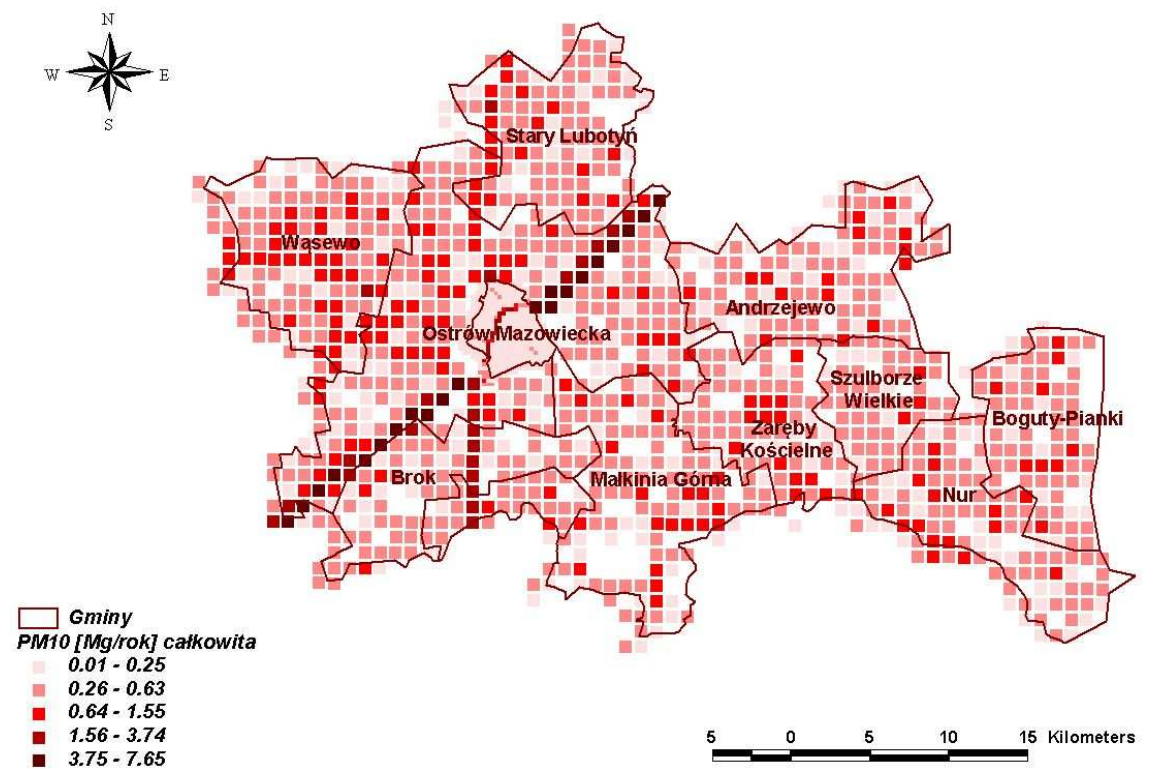 N
W E
S
Stary Lubotyń
Wąsewo
Andrzejewo
Ostrów Mazowiecka
Szulborze
Wielkie
Boguty-Pianki
Zaręby
Kościelne
Brok
Małkinia Górna
Nur
Gminy
PM10 [Mg/rok] całkowita
0.01 - 0.25
0.26 - 0.63
0.64 - 1.55
1.56 - 3.74
3.75 - 7.65
5 0 5 10 15 Kilometers